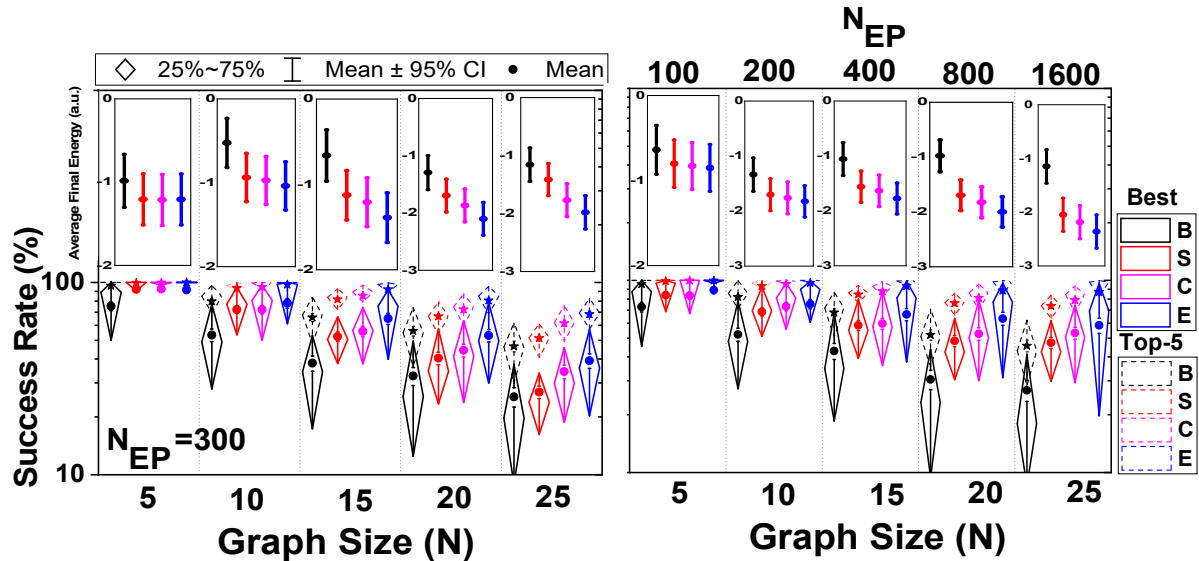 N_EP
25%~75% Mean ± 95% CI Mean
100 200 400 800 1600
Average Final Energy (a.u.)
0 0 0 0 0
-1 -1 -1 -1 -1
-2 -2 -2
-2 -2
-3 -3
0 0 0 0 0
-1 -1 -1 -1 -1
-2 -2 -2 -2
-2 -3 -3 -3 -3
Success Rate (%)
100
10
N_EP=300
5 10 15 20 25
Graph Size (N)
5 10 15 20 25
Graph Size (N)
Best
B
S
C
E
Top-5
B
S
C
E